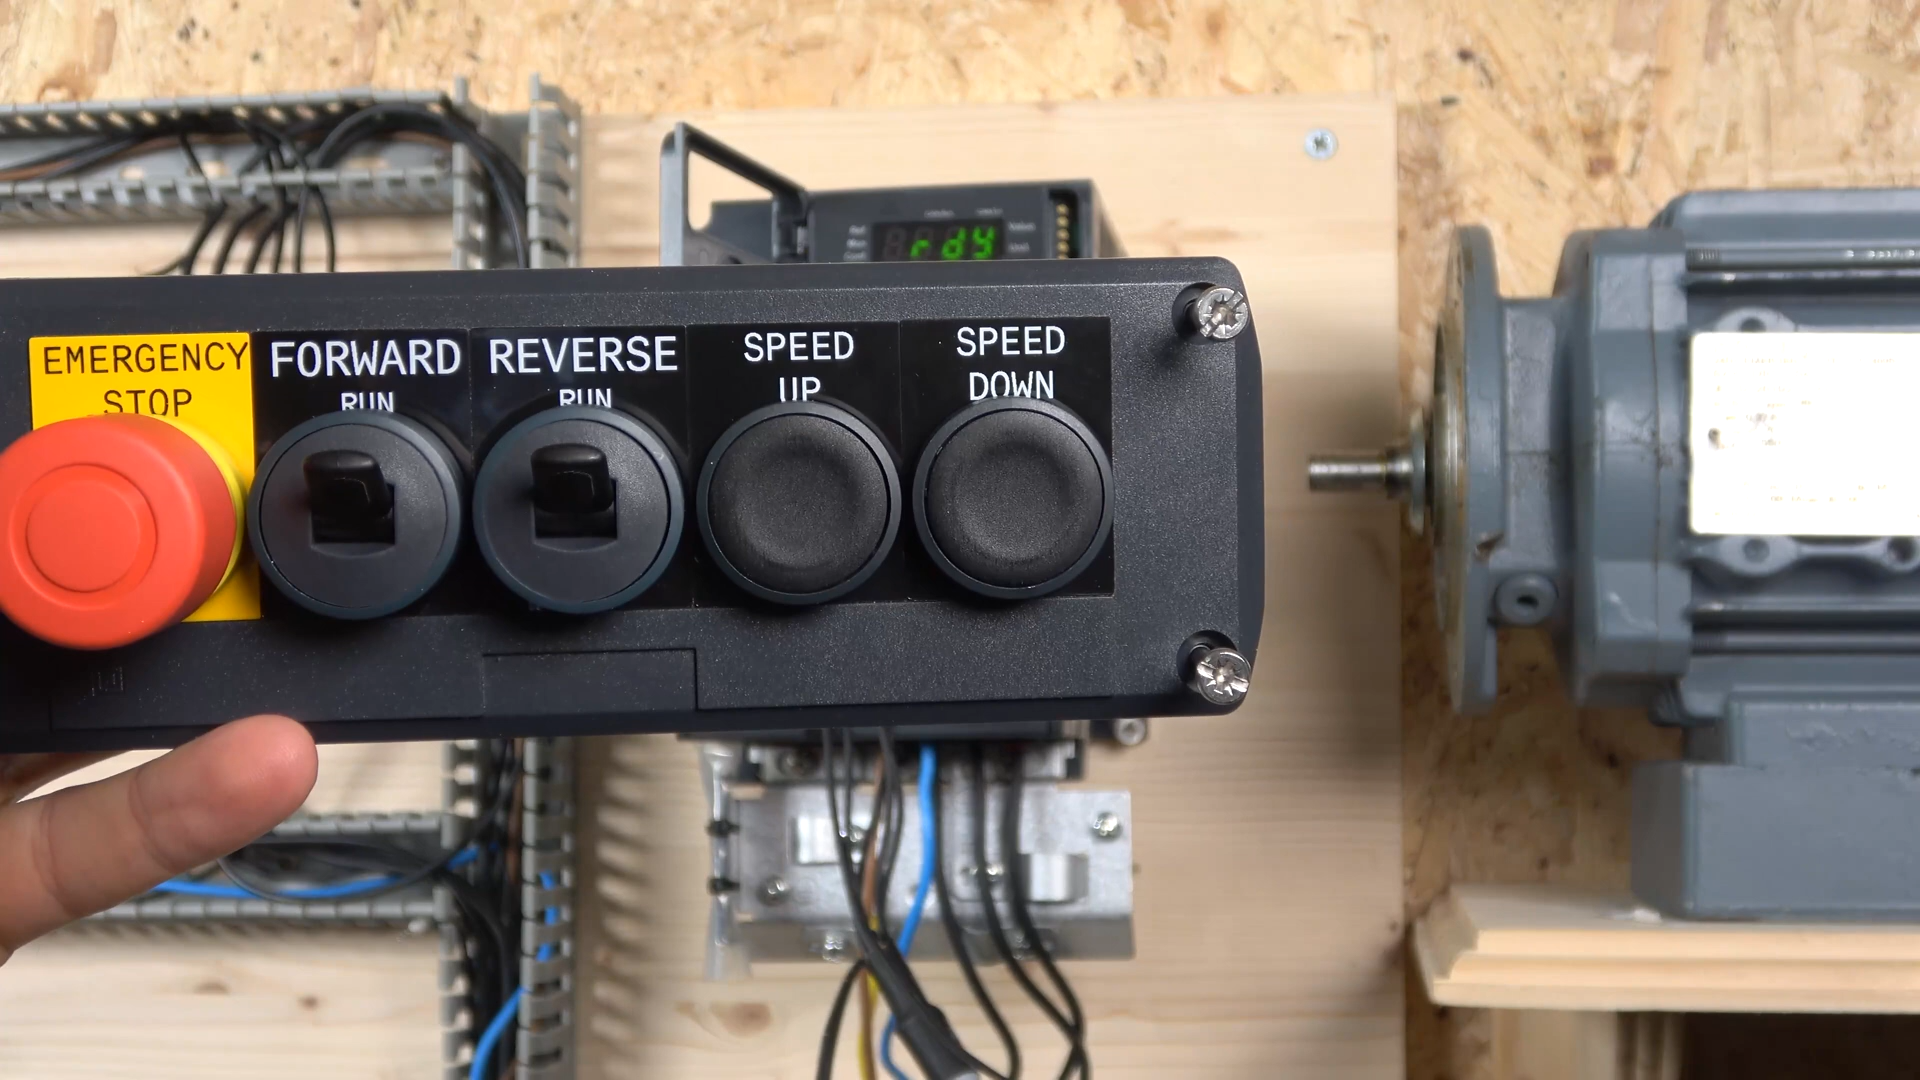 rdY
EMERGENCY
STOP
FORWARD
RUN
REVERSE
RUN
SPEED
UP
SPEED
DOWN